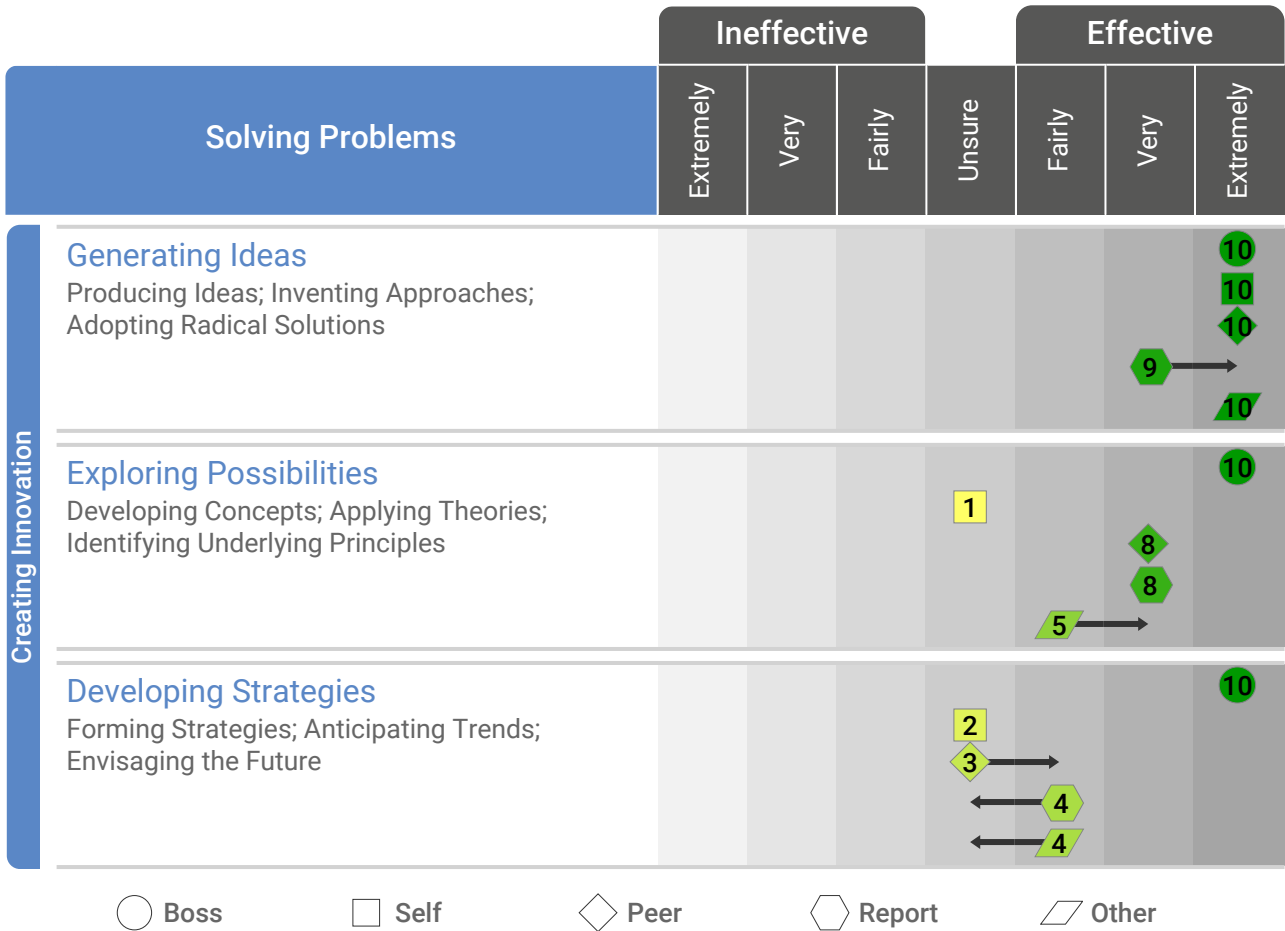 Ineffective
Effective
Solving Problems
Extremely
Very
Fairly
Unsure
Fairly
Very
Extremely
Creating Innovation
Generating Ideas
Producing Ideas; Inventing Approaches;
Adopting Radical Solutions
10
10
10
9
10
Exploring Possibilities
Developing Concepts; Applying Theories;
Identifying Underlying Principles
10
1
8
8
5
Developing Strategies
Forming Strategies; Anticipating Trends;
Envisaging the Future
10
2
3
4
4
Boss
Self
Peer
Report
Other